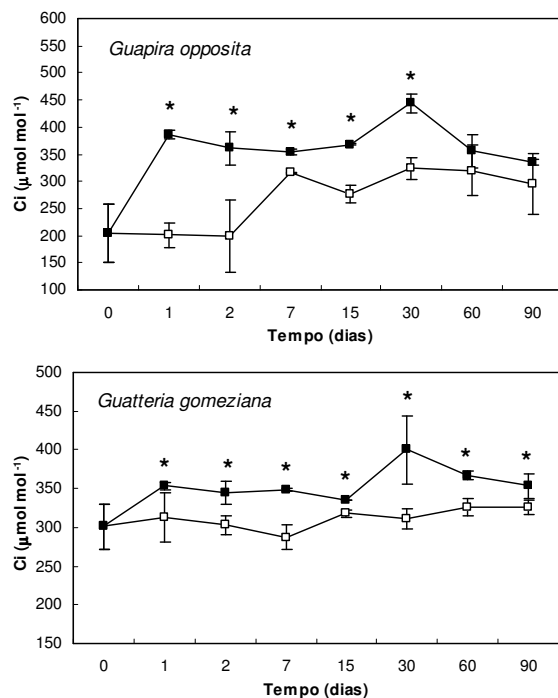 Guapira opposita
Ci (µmol mol⁻¹)
600
550
500
450
400
350
300
250
200
150
100
* * * * *
0 1 2 7 15 30 60 90
Tempo (dias)
Guatteria gomeziana
Ci (µmol mol⁻¹)
500
450
400
350
300
250
200
150
* * * * * * *
0 1 2 7 15 30 60 90
Tempo (dias)